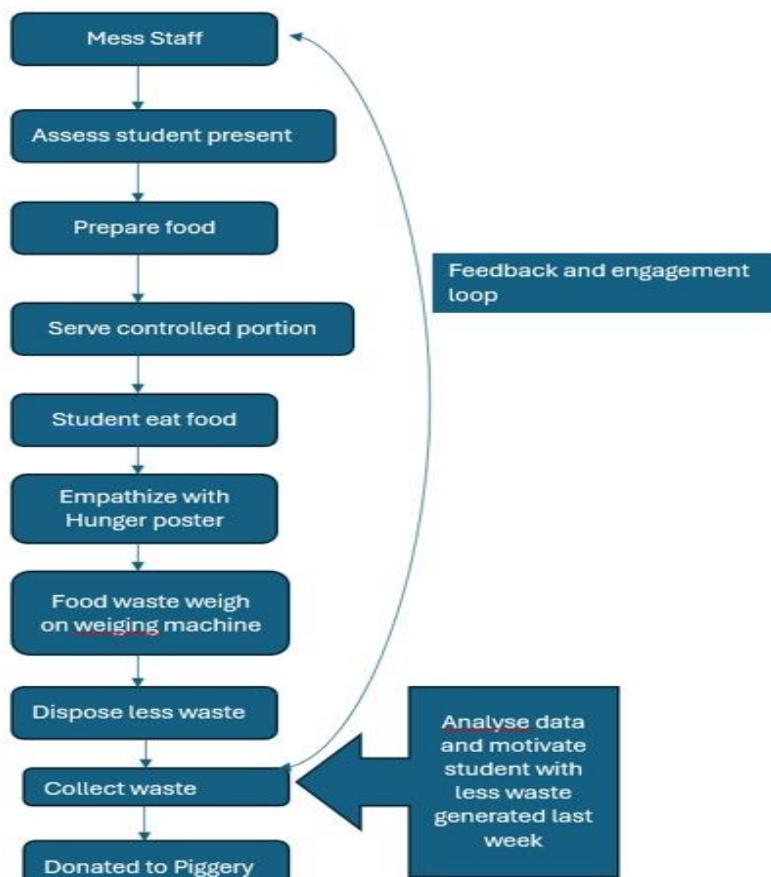 Mess Staff
Assess student present
Prepare food
Serve controlled portion
Student eat food
Empathize with
Hunger poster
Food waste weigh
on weiging machine
Dispose less waste
Collect waste
Donated to Piggery
Feedback and engagement
loop
Analyse data
and motivate
student with
less waste
generated last
week